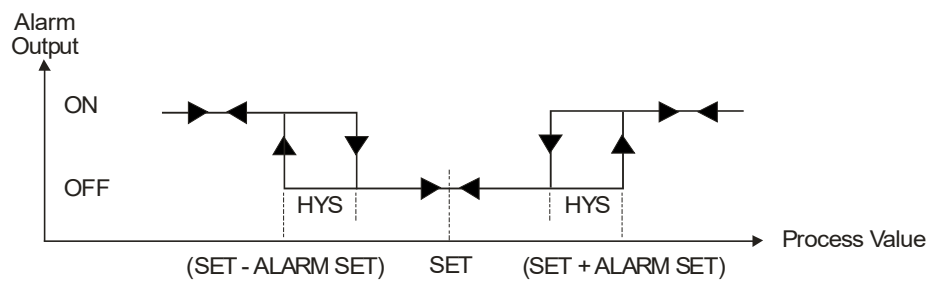 Alarm
Output
ON
OFF
HYS
HYS
Process Value
(SET - ALARM SET)
SET
(SET + ALARM SET)